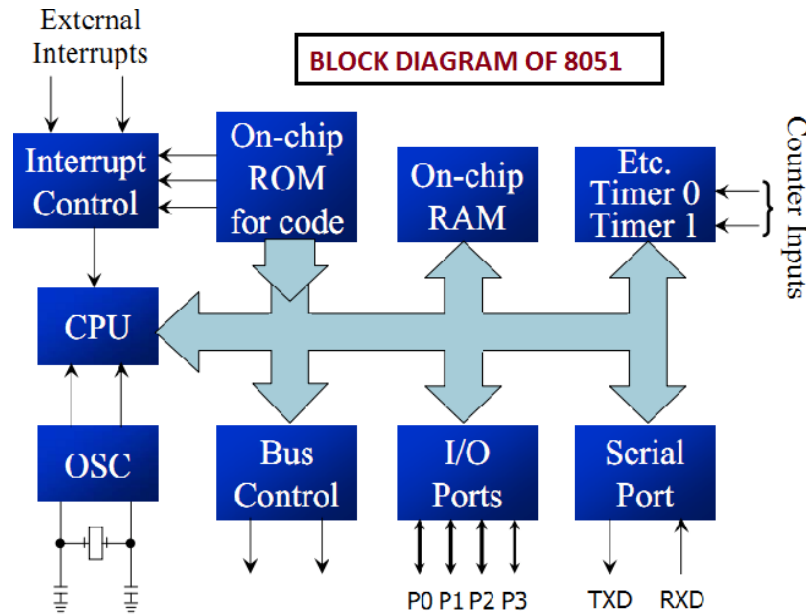 External
Interrupts
BLOCK DIAGRAM OF 8051
Interrupt
Control
On-chip
ROM
for code
On-chip
RAM
Etc.
Timer 0
Timer 1
Counter Inputs
CPU
OSC
Bus
Control
I/O
Ports
Serial
Port
P0 P1 P2 P3
TXD RXD